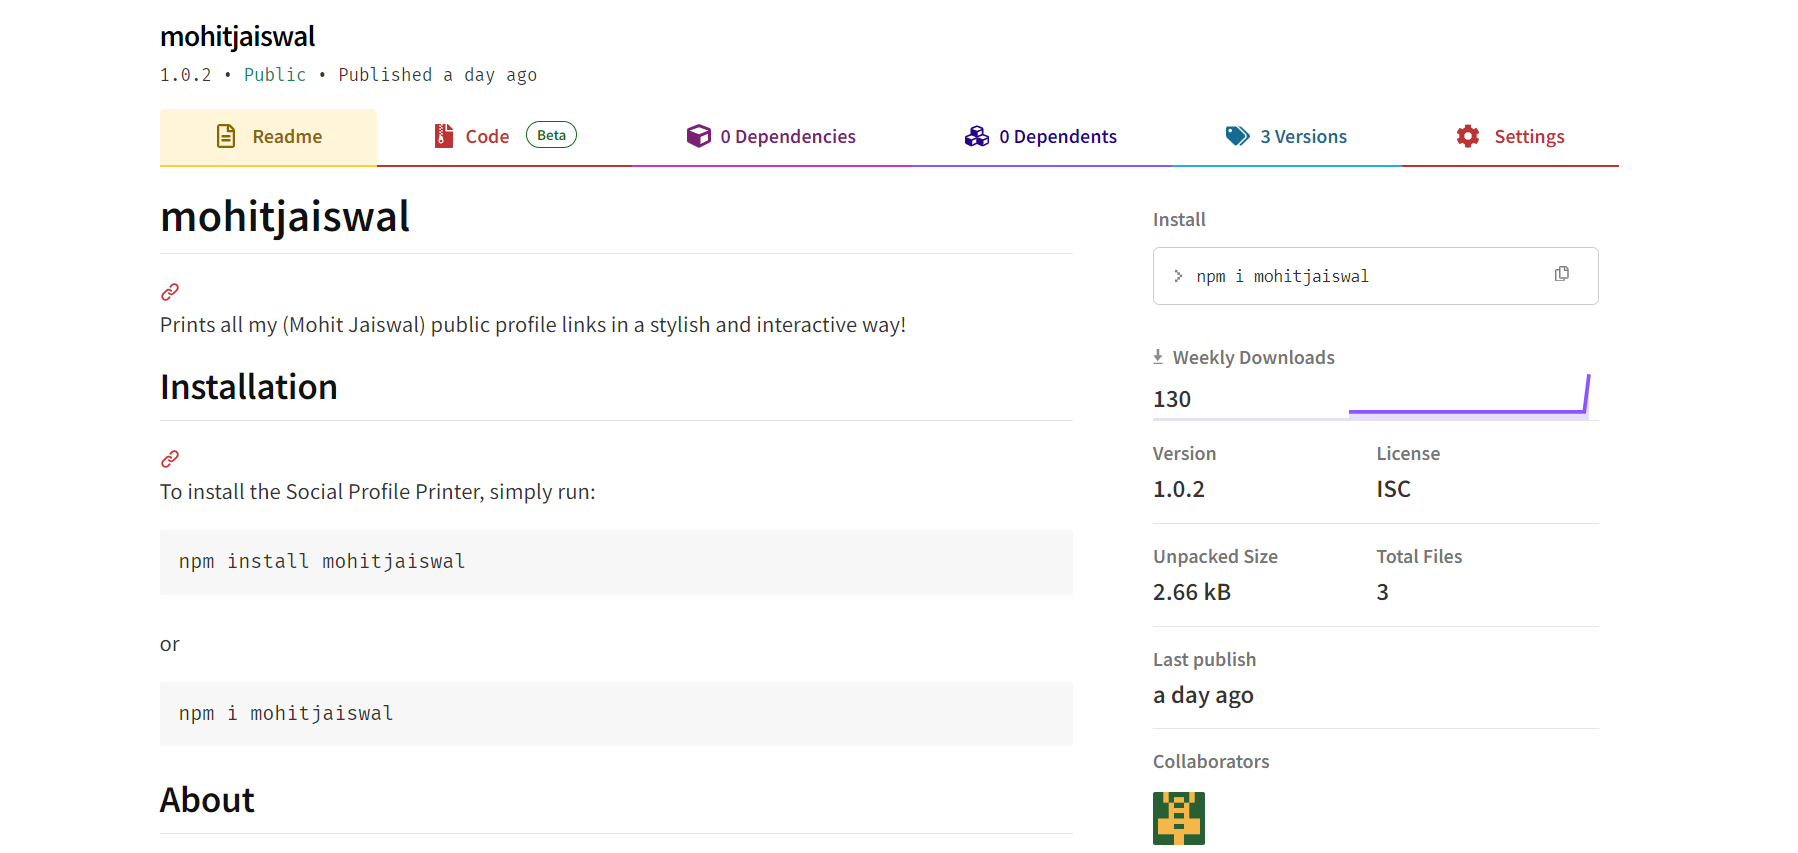 mohitjaiswal
1.0.2 • Public • Published a day ago
Readme
Code Beta
0 Dependencies
0 Dependents
3 Versions
Settings
mohitjaiswal
Prints all my (Mohit Jaiswal) public profile links in a stylish and interactive way!
Installation
To install the Social Profile Printer, simply run:
npm install mohitjaiswal
or
npm i mohitjaiswal
About
Install
> npm i mohitjaiswal
Weekly Downloads
130
Version
1.0.2
License
ISC
Unpacked Size
2.66 kB
Total Files
3
Last publish
a day ago
Collaborators